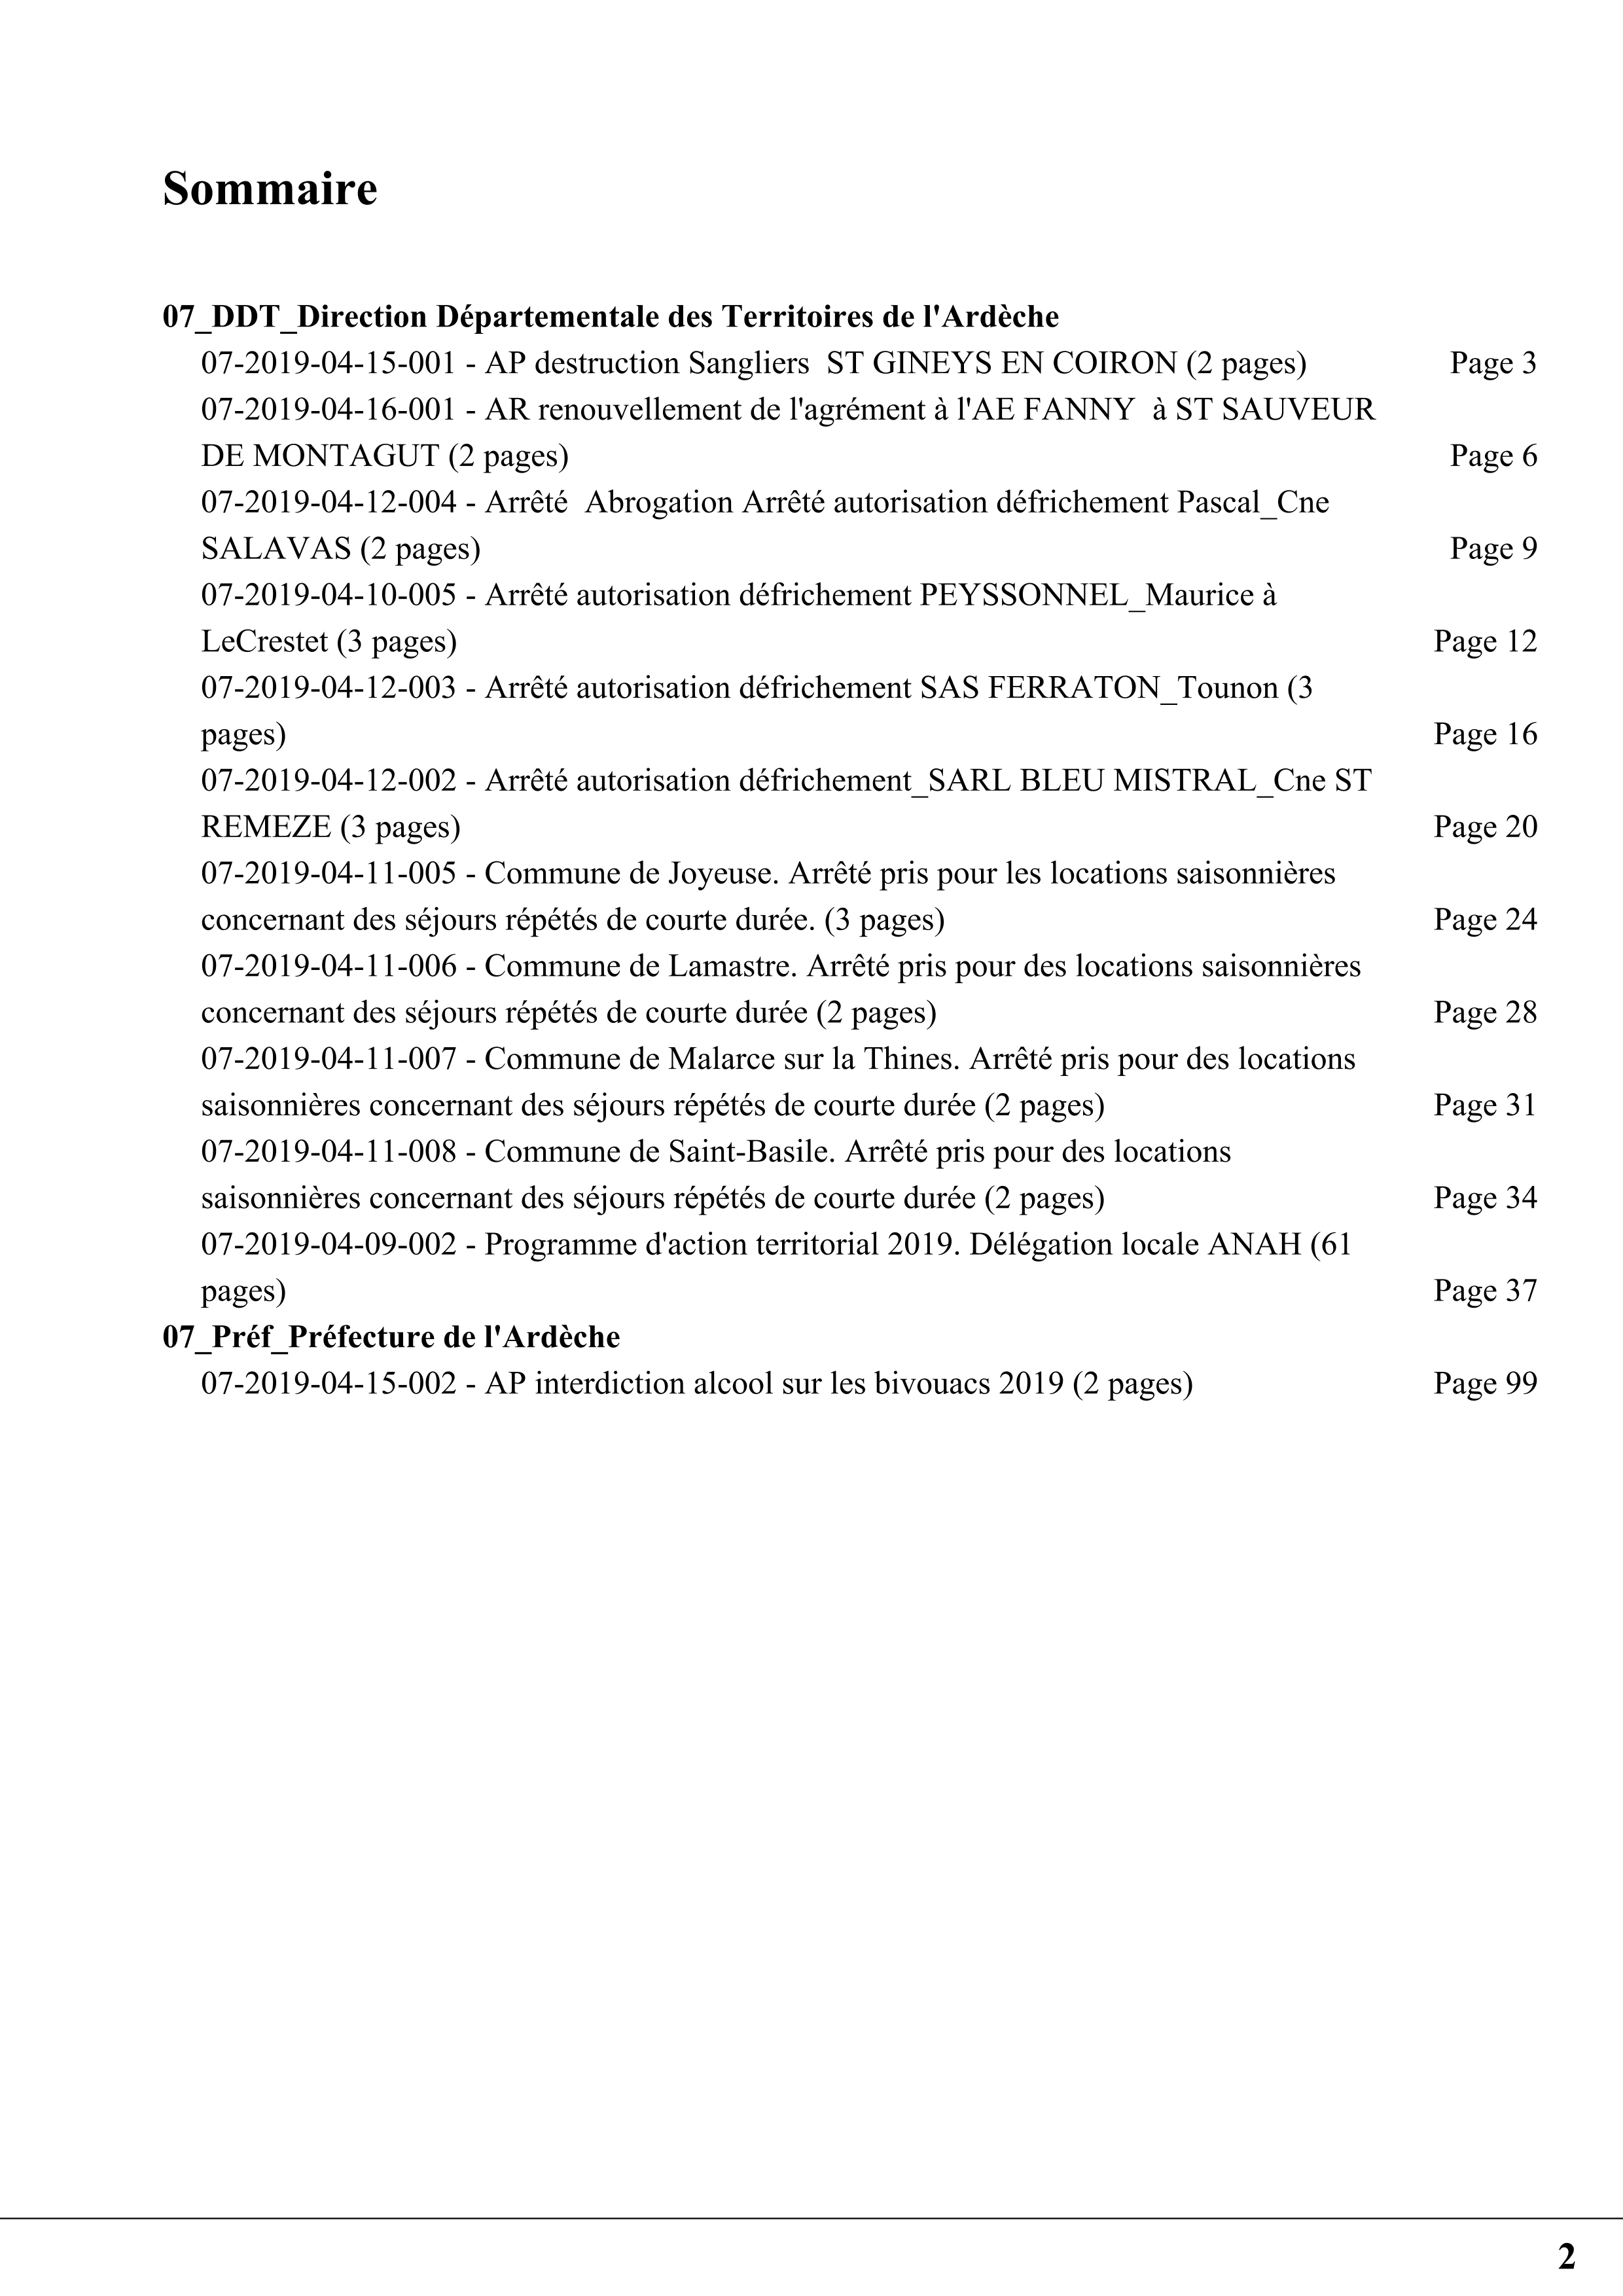 Sommaire
07_DDT_Direction Départementale des Territoires de l'Ardèche
07-2019-04-15-001 - AP destruction Sangliers  ST GINEYS EN COIRON (2 pages) Page 3
07-2019-04-16-001 - AR renouvellement de l'agrément à l'AE FANNY  à ST SAUVEUR
DE MONTAGUT (2 pages) Page 6
07-2019-04-12-004 - Arrêté  Abrogation Arrêté autorisation défrichement Pascal_Cne
SALAVAS (2 pages) Page 9
07-2019-04-10-005 - Arrêté autorisation défrichement PEYSSONNEL_Maurice à
LeCrestet (3 pages) Page 12
07-2019-04-12-003 - Arrêté autorisation défrichement SAS FERRATON_Tounon (3
pages) Page 16
07-2019-04-12-002 - Arrêté autorisation défrichement_SARL BLEU MISTRAL_Cne ST
REMEZE (3 pages) Page 20
07-2019-04-11-005 - Commune de Joyeuse. Arrêté pris pour les locations saisonnières
concernant des séjours répétés de courte durée. (3 pages) Page 24
07-2019-04-11-006 - Commune de Lamastre. Arrêté pris pour des locations saisonnières
concernant des séjours répétés de courte durée (2 pages) Page 28
07-2019-04-11-007 - Commune de Malarce sur la Thines. Arrêté pris pour des locations
saisonnières concernant des séjours répétés de courte durée (2 pages) Page 31
07-2019-04-11-008 - Commune de Saint-Basile. Arrêté pris pour des locations
saisonnières concernant des séjours répétés de courte durée (2 pages) Page 34
07-2019-04-09-002 - Programme d'action territorial 2019. Délégation locale ANAH (61
pages) Page 37
07_Préf_Préfecture de l'Ardèche
07-2019-04-15-002 - AP interdiction alcool sur les bivouacs 2019 (2 pages) Page 99
2